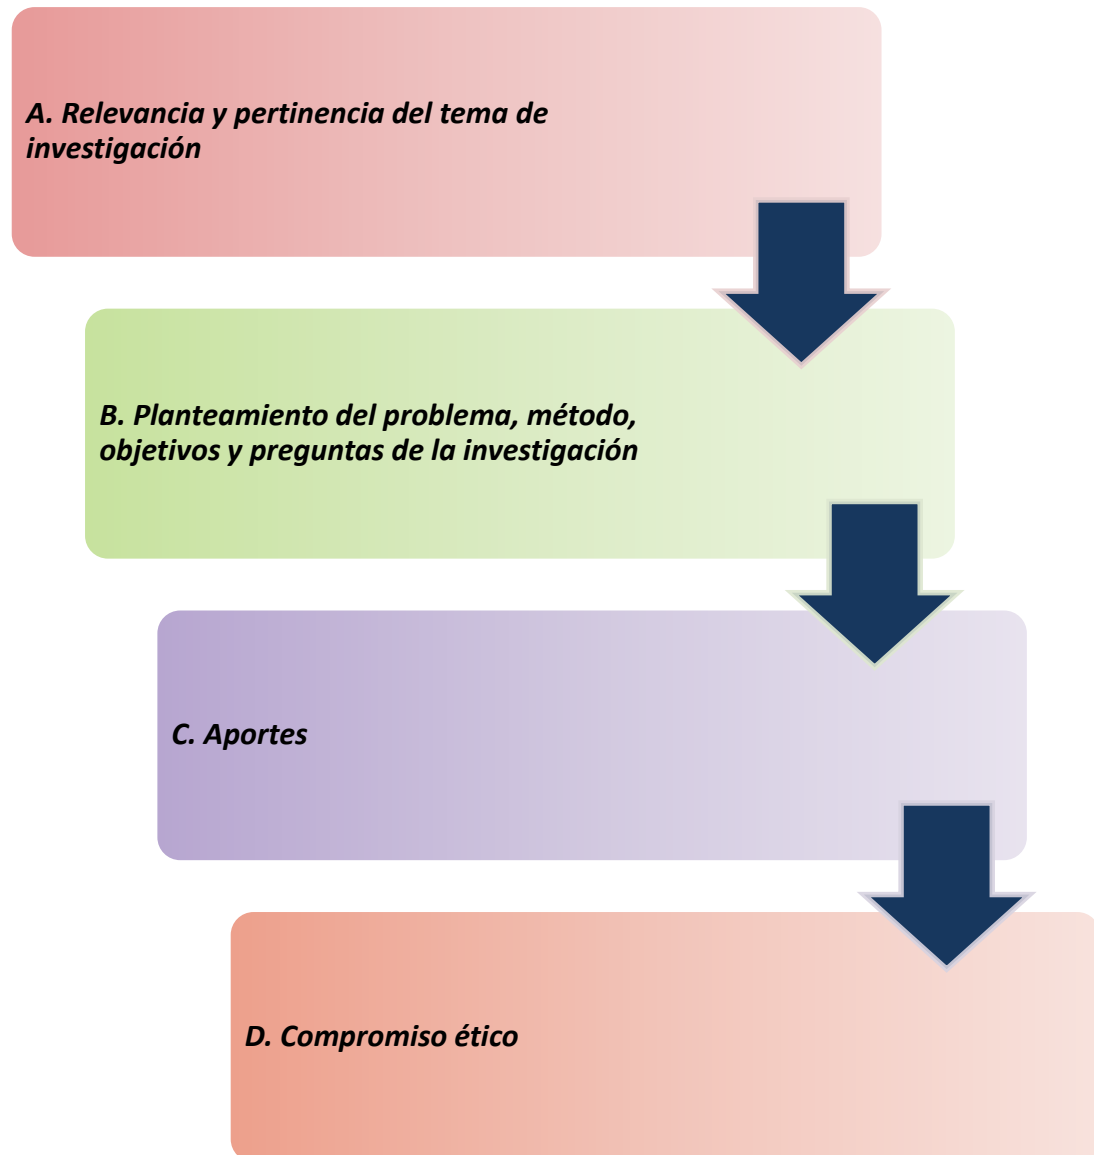 A. Relevancia y pertinencia del tema de
investigación
B. Planteamiento del problema, método,
objetivos y preguntas de la investigación
C. Aportes
D. Compromiso ético